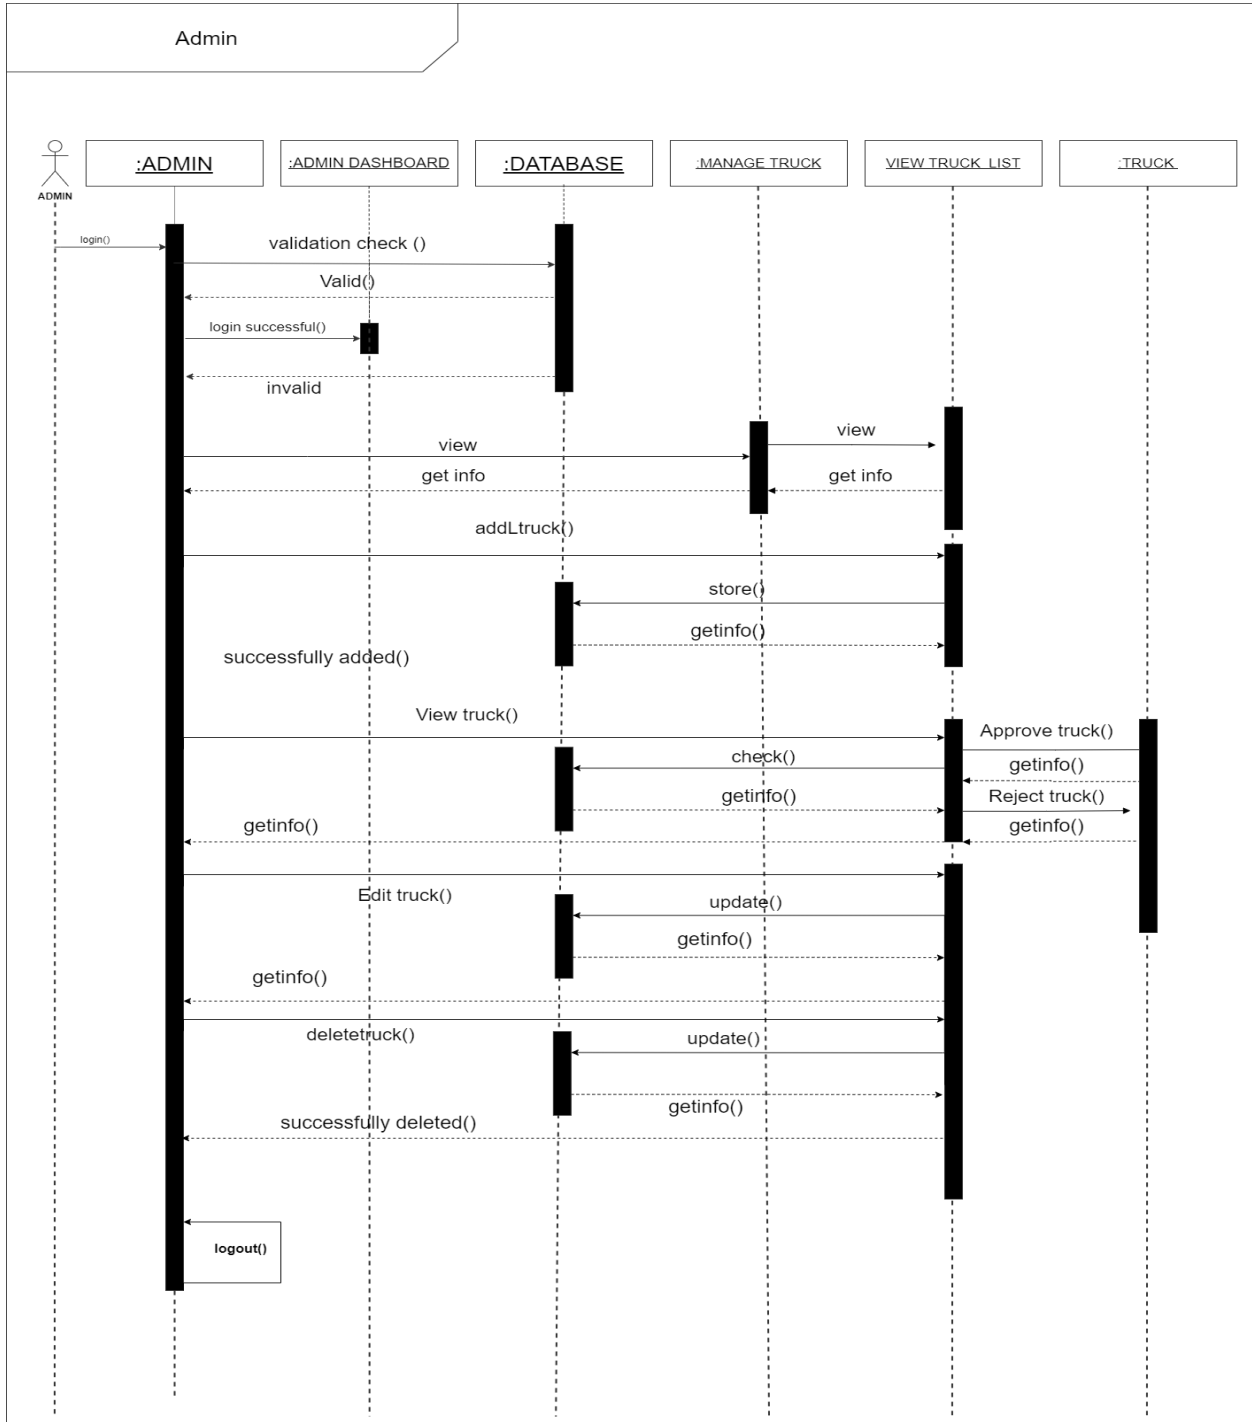 Admin
ADMIN
:ADMIN
:ADMIN DASHBOARD
:DATABASE
:MANAGE TRUCK
VIEW TRUCK LIST
:TRUCK
login()
validation check ()
Valid()
login successful()
invalid
view
view
get info
get info
addLtruck()
store()
getinfo()
successfully added()
View truck()
Approve truck()
check()
getinfo()
getinfo()
Reject truck()
getinfo()
getinfo()
Edit truck()
update()
getinfo()
getinfo()
deletetruck()
update()
getinfo()
successfully deleted()
logout()